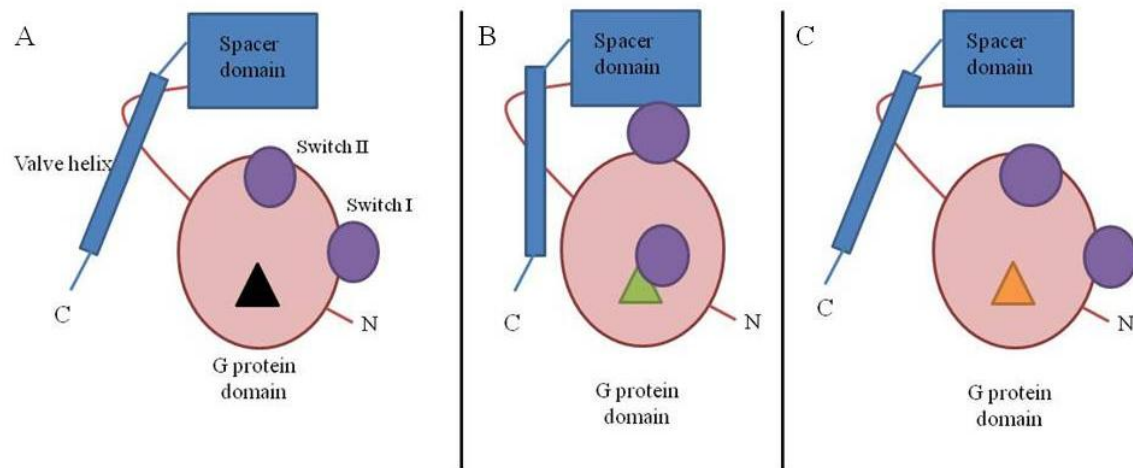 A
Spacer
domain
Valve helix
Switch II
Switch I
C
N
G protein
domain
B
Spacer
domain
C
N
G protein
domain
C
Spacer
domain
C
N
G protein
domain